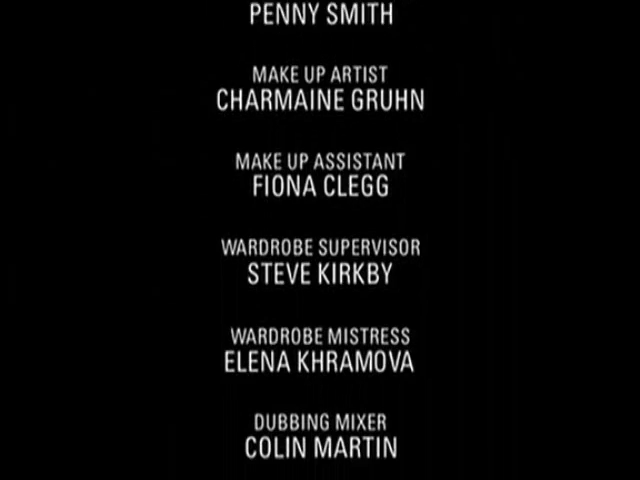 PENNY SMITH
MAKE UP ARTIST
CHARMAINE GRUHN
MAKE UP ASSISTANT
FIONA CLEGG
WARDROBE SUPERVISOR
STEVE KIRKBY
WARDROBE MISTRESS
ELENA KHRAMOVA
DUBBING MIXER
COLIN MARTIN